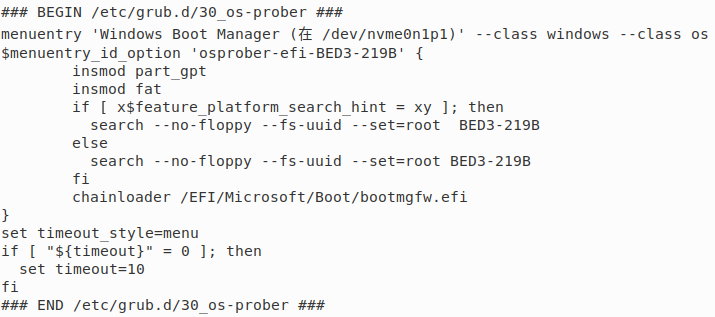 ### BEGIN /etc/grub.d/30_os-prober ###
menuentry 'Windows Boot Manager (在 /dev/nvme0n1p1)' --class windows --class os
$menuentry_id_option 'osprober-efi-BED3-219B' {
        insmod part_gpt
        insmod fat
        if [ x$feature_platform_search_hint = xy ]; then
          search --no-floppy --fs-uuid --set=root  BED3-219B
        else
          search --no-floppy --fs-uuid --set=root BED3-219B
        fi
        chainloader /EFI/Microsoft/Boot/bootmgfw.efi
}
set timeout_style=menu
if [ "${timeout}" = 0 ]; then
  set timeout=10
fi
### END /etc/grub.d/30_os-prober ###